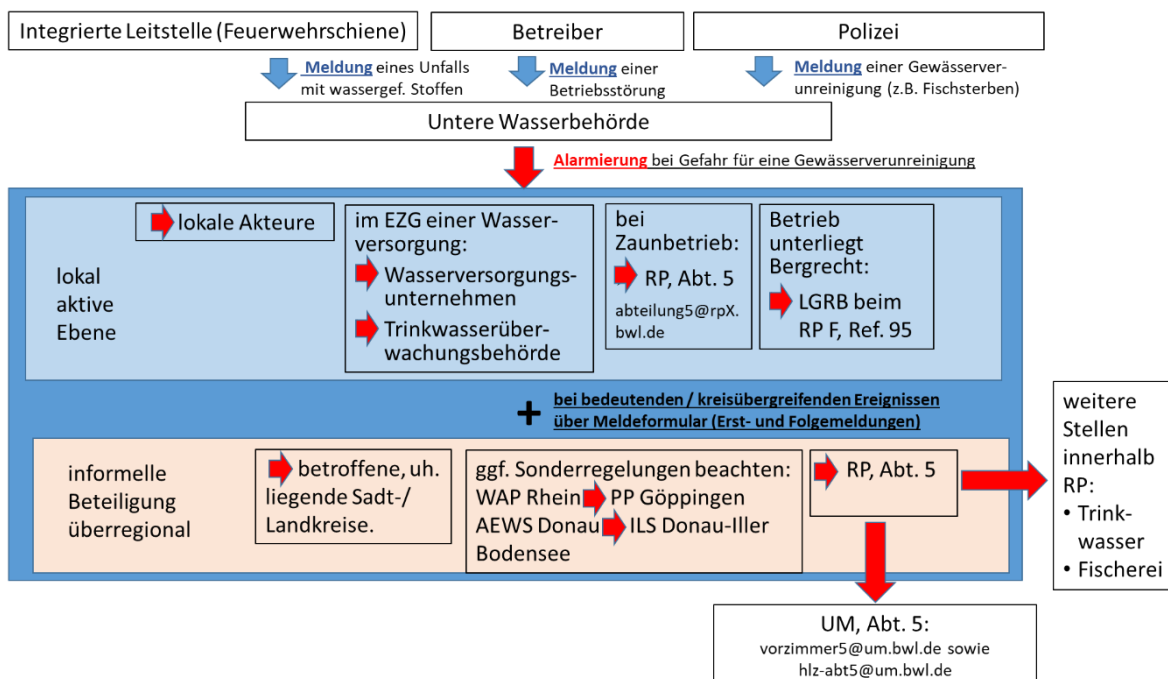 Integrierte Leitstelle (Feuerwehrschiene)
Betreiber
Polizei
Meldung eines Unfalls
mit wassergef. Stoffen
Meldung einer
Betriebsstörung
Meldung einer Gewässerver-
unreinigung (z.B. Fischsterben)
Untere Wasserbehörde
Alarmierung bei Gefahr für eine Gewässerverunreinigung
lokal
aktive
Ebene
lokale Akteure
im EZG einer Wasser-
versorgung:
Wasserversorgungs-
unternehmen
Trinkwasserüber-
wachungsbehörde
bei
Zaunbetrieb:
RP, Abt. 5
abteilung5@rpX.
bwl.de
Betrieb
unterliegt
Bergrecht:
LGRB beim
RP F, Ref. 95
+ bei bedeutenden / kreisübergreifenden Ereignissen
über Meldeformular (Erst- und Folgemeldungen)
informelle
Beteiligung
überregional
betroffene, uh.
liegende Sadt-/
Landkreise.
ggf. Sonderregelungen beachten:
WAP Rhein PP Göppingen
AEWS Donau ILS Donau-Iller
Bodensee
RP, Abt. 5
weitere
Stellen
innerhalb
RP:
• Trink-
wasser
• Fischerei
UM, Abt. 5:
vorzimmer5@um.bwl.de sowie
hlz-abt5@um.bwl.de